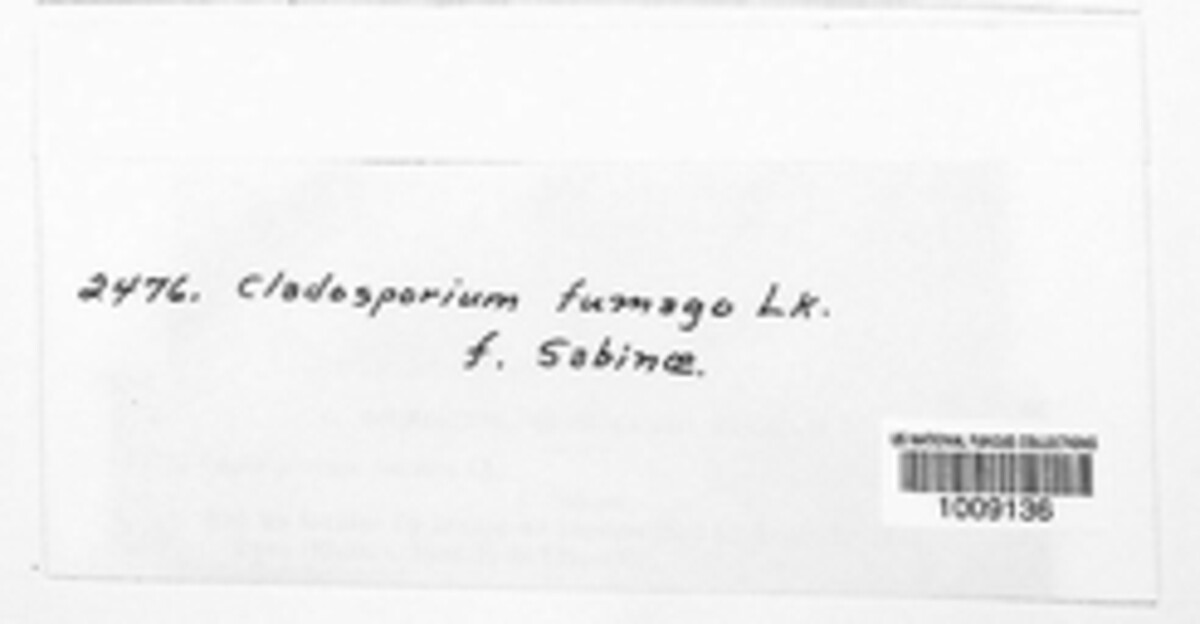 2476. Cladosporium fumago Lk.
f. Sabinæ.
US NATIONAL FUNGUS COLLECTIONS
1009136